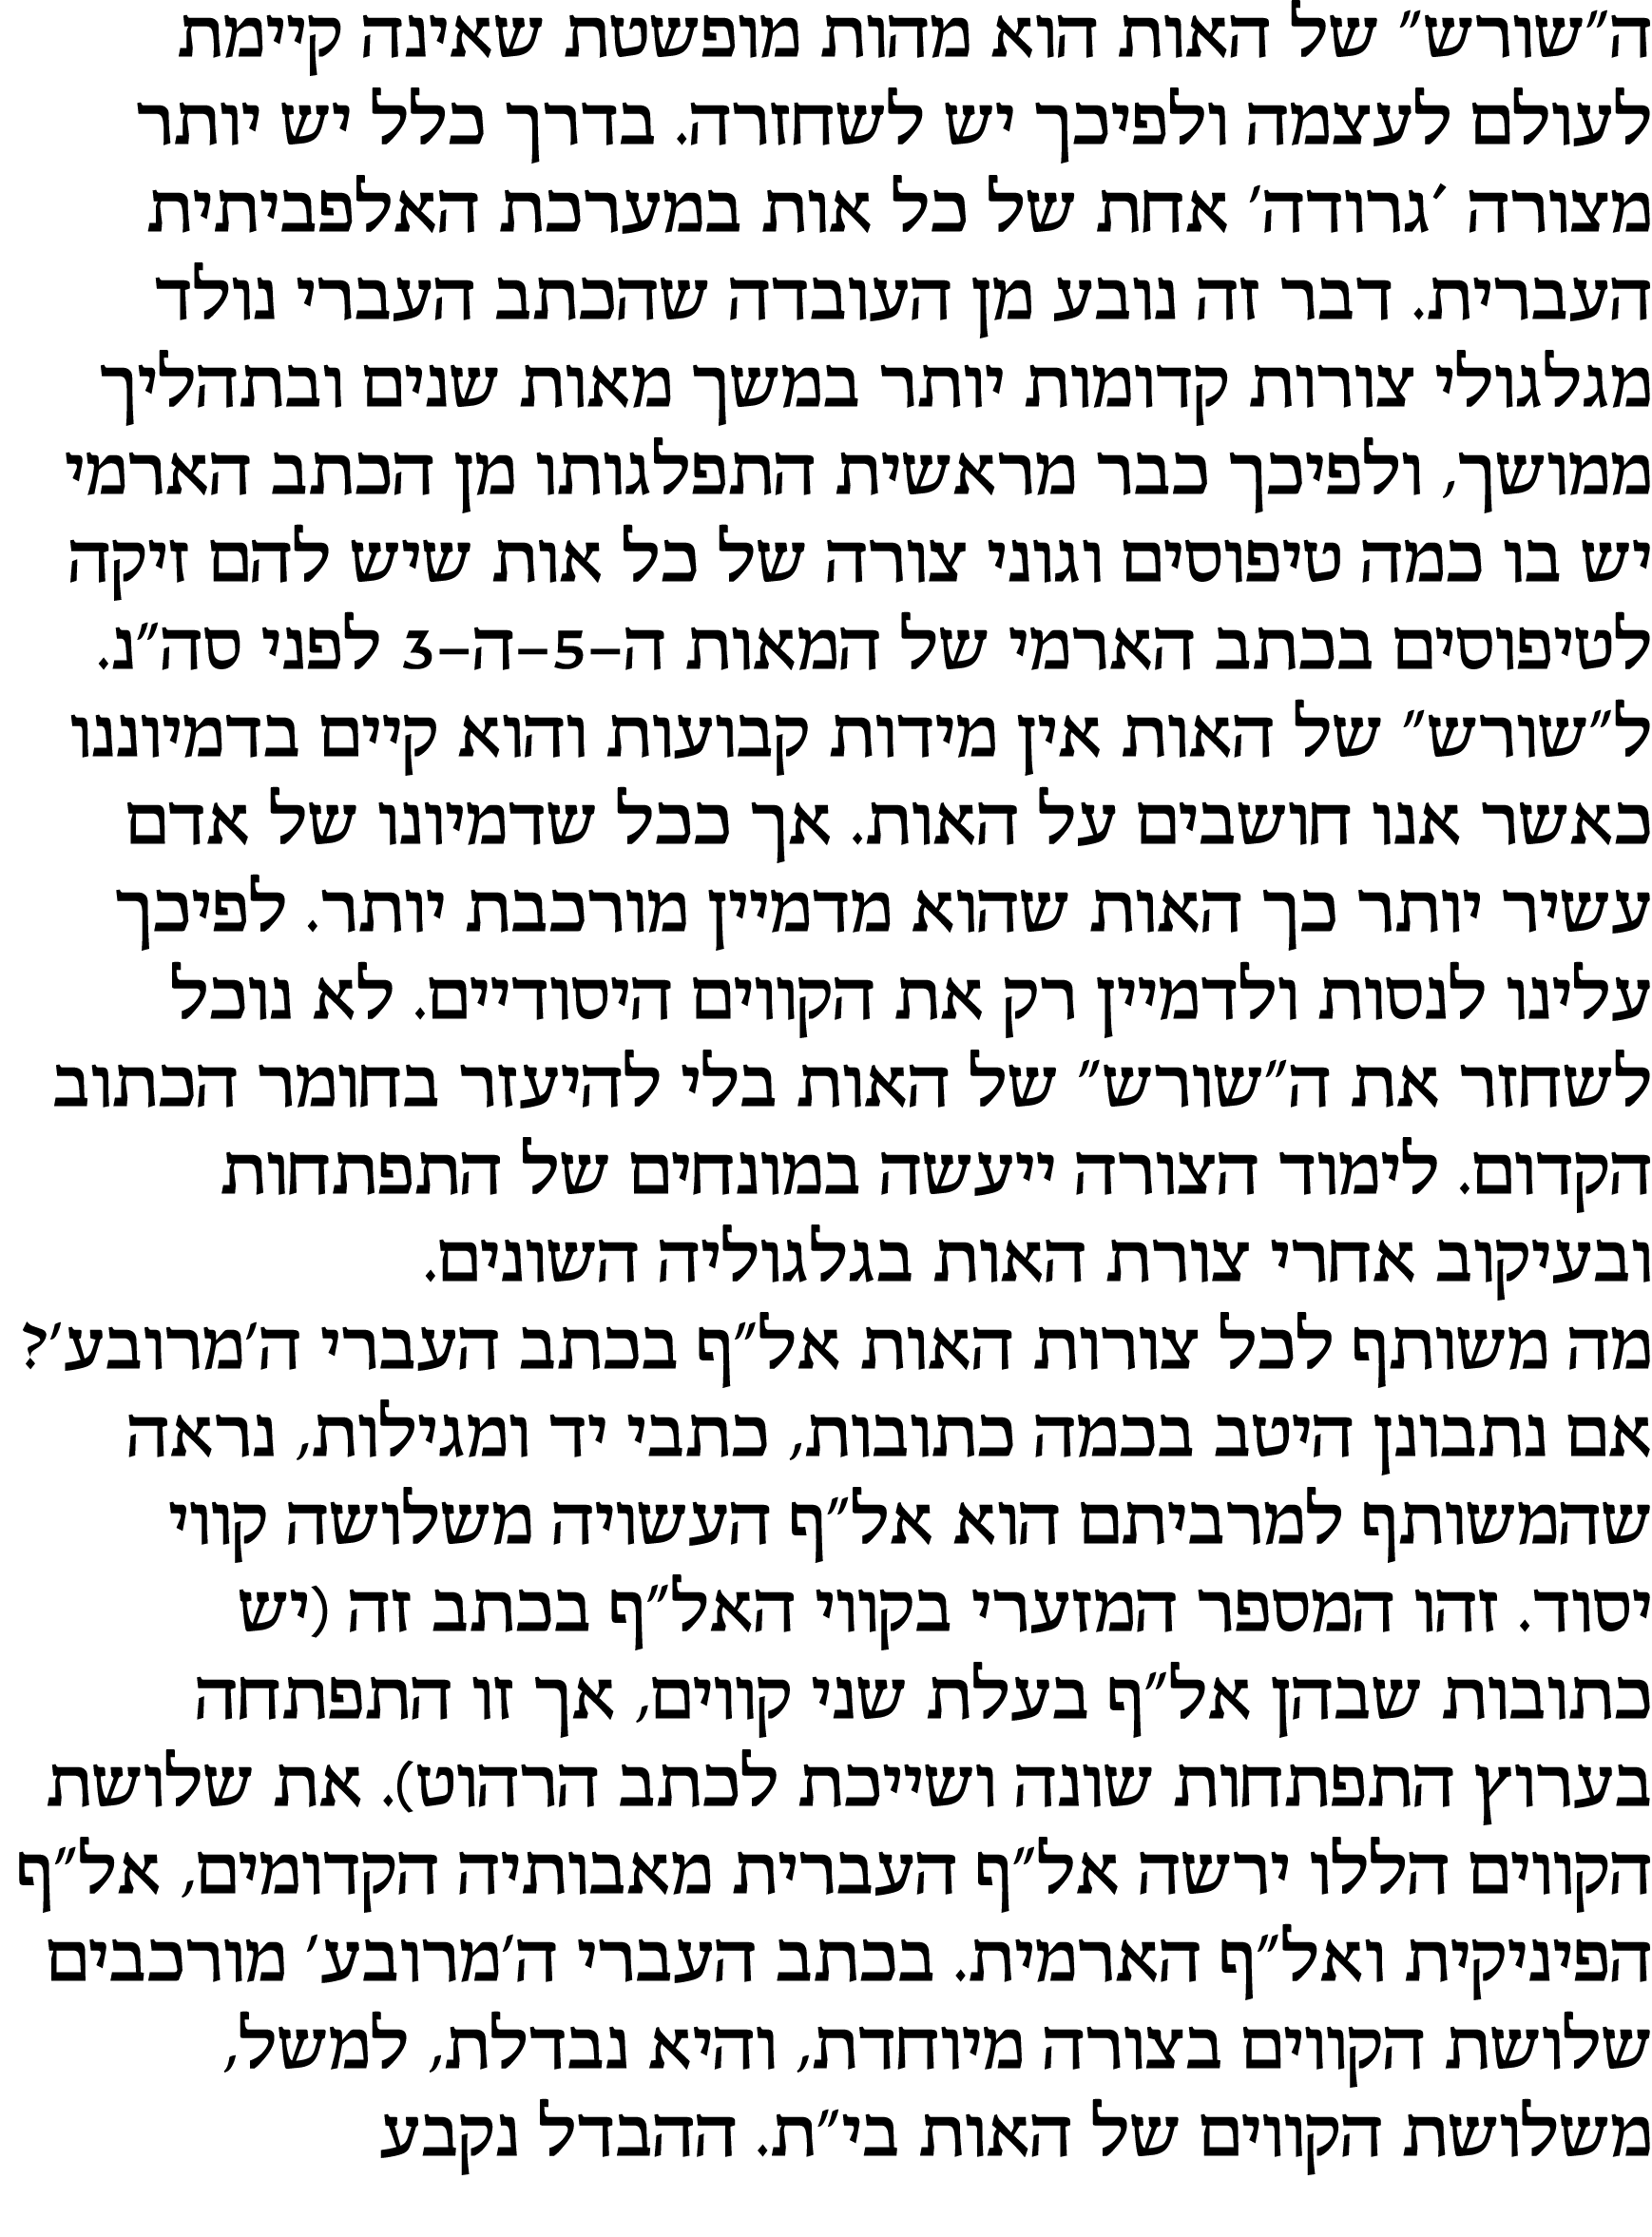 ה״שורש״ של האות הוא מהות מופשטת שאינה קיימת
לעולם לעצמה ולפיכך יש לשחזרה. בדרך כלל יש יותר
מצורה ׳גרודה׳ אחת של כל אות במערכת האלפביתית
העברית. דבר זה נובע מן העובדה שהכתב העברי נולד
מגלגולי צורות קדומות יותר במשך מאות שנים ובתהליך
ממושך, ולפיכך כבר מראשית התפלגותו מן הכתב הארמי
יש בו כמה טיפוסים וגוני צורה של כל אות שיש להם זיקה
לטיפוסים בכתב הארמי של המאות ה–5–ה–3 לפני סה״נ.
ל״שורש״ של האות אין מידות קבועות והוא קיים בדמיוננו
כאשר אנו חושבים על האות. אך ככל שדמיונו של אדם
עשיר יותר כך האות שהוא מדמיין מורכבת יותר. לפיכך
עלינו לנסות ולדמיין רק את הקווים היסודיים. לא נוכל
לשחזר את ה״שורש״ של האות בלי להיעזר בחומר הכתוב
הקדום. לימוד הצורה ייעשה במונחים של התפתחות
ובעיקוב אחרי צורת האות בגלגוליה השונים.
מה משותף לכל צורות האות אל״ף בכתב העברי ה׳מרובע׳?
אם נתבונן היטב בכמה כתובות, כתבי יד ומגילות, נראה
שהמשותף למרביתם הוא אל״ף העשויה משלושה קווי
יסוד. זהו המספר המזערי בקווי האל״ף בכתב זה (יש
כתובות שבהן אל״ף בעלת שני קווים, אך זו התפתחה
בערוץ התפתחות שונה ושייכת לכתב הרהוט). את שלושת
הקווים הללו ירשה אל״ף העברית מאבותיה הקדומים, אל״ף
הפיניקית ואל״ף הארמית. בכתב העברי ה׳מרובע׳ מורכבים
שלושת הקווים בצורה מיוחדת, והיא נבדלת, למשל,
משלושת הקווים של האות בי״ת. ההבדל נקבע